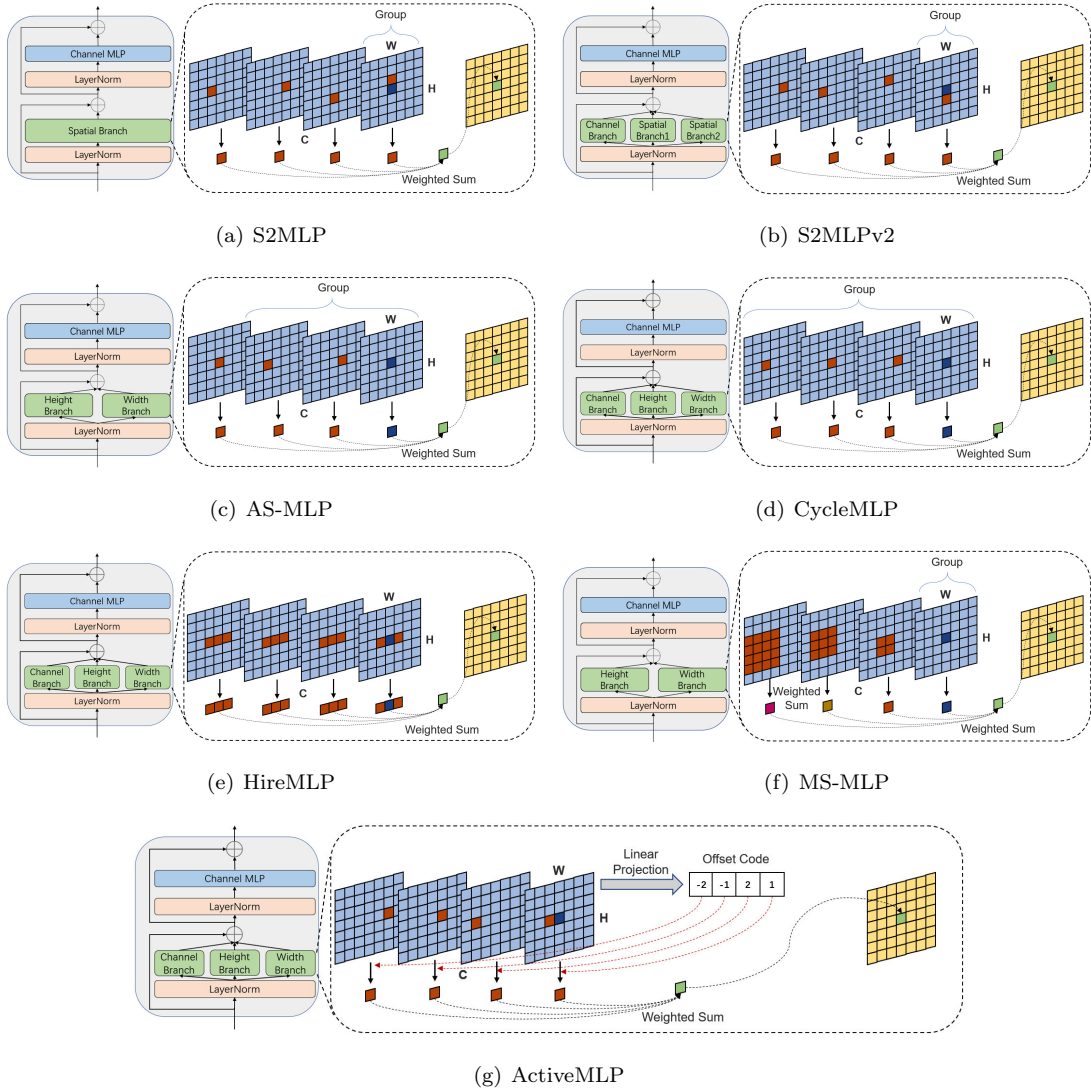 Group
W
H
C
Channel MLP
LayerNorm
Spatial Branch
LayerNorm
Weighted Sum
(a) S2MLP
Group
W
H
C
Channel MLP
LayerNorm
Channel
Branch
Spatial
Branch1
Spatial
Branch2
LayerNorm
Weighted Sum
(b) S2MLPv2
Group
W
H
C
Channel MLP
LayerNorm
Height
Branch
Width
Branch
LayerNorm
Weighted Sum
(c) AS-MLP
Group
W
H
C
Channel MLP
LayerNorm
Channel
Branch
Height
Branch
Width
Branch
LayerNorm
Weighted Sum
(d) CycleMLP
W
H
C
Channel MLP
LayerNorm
Channel
Branch
Height
Branch
Width
Branch
LayerNorm
Weighted Sum
(e) HireMLP
Group
W
H
C
Channel MLP
LayerNorm
Height
Branch
Width
Branch
LayerNorm
Weighted
Sum
Weighted Sum
(f) MS-MLP
W
H
C
Linear
Projection
Offset Code
-2 -1 2 1
Channel MLP
LayerNorm
Channel
Branch
Height
Branch
Width
Branch
LayerNorm
Weighted Sum
(g) ActiveMLP